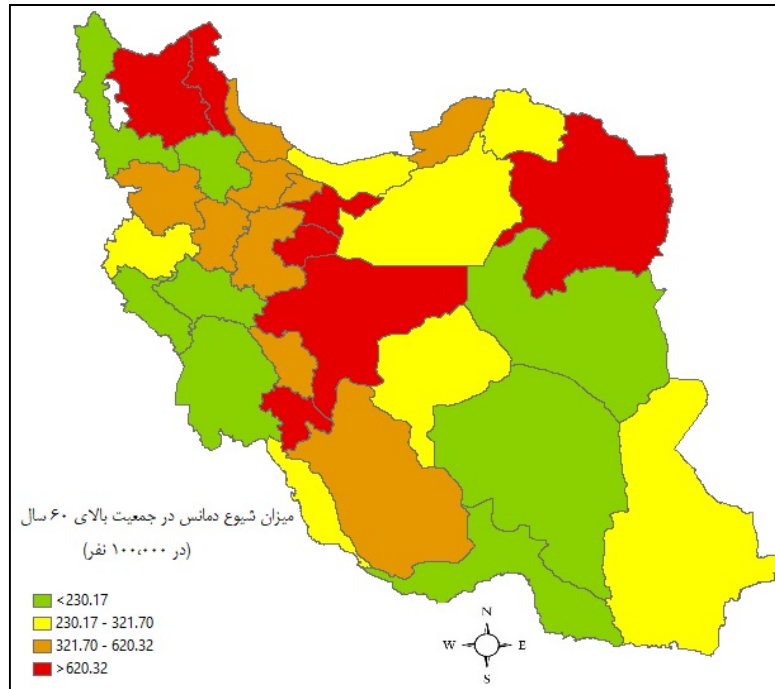 میزان شیوع دمانس در جمعیت بالای ۶۰ سال
(در ۱۰۰،۰۰۰ نفر)
<230.17
230.17 - 321.70
321.70 - 620.32
>620.32
N
W E
S